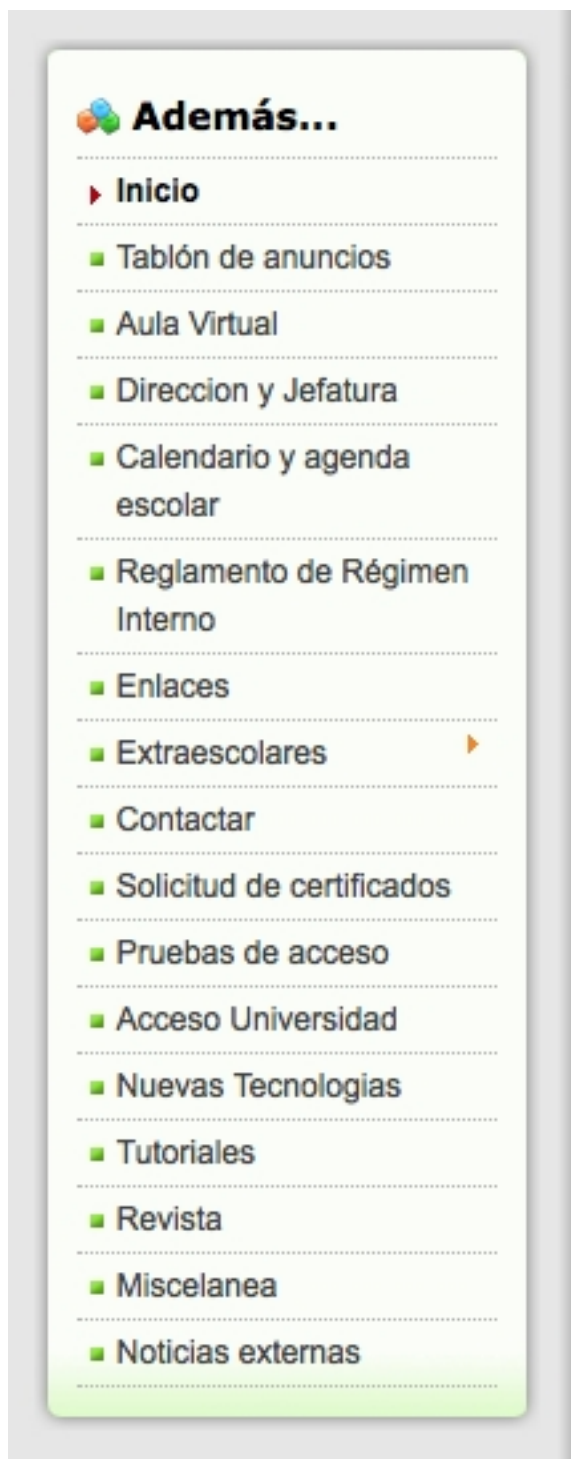 Además...
Inicio
Tablón de anuncios
Aula Virtual
Direccion y Jefatura
Calendario y agenda
escolar
Reglamento de Régimen
Interno
Enlaces
Extraescolares
Contactar
Solicitud de certificados
Pruebas de acceso
Acceso Universidad
Nuevas Tecnologias
Tutoriales
Revista
Miscelanea
Noticias externas